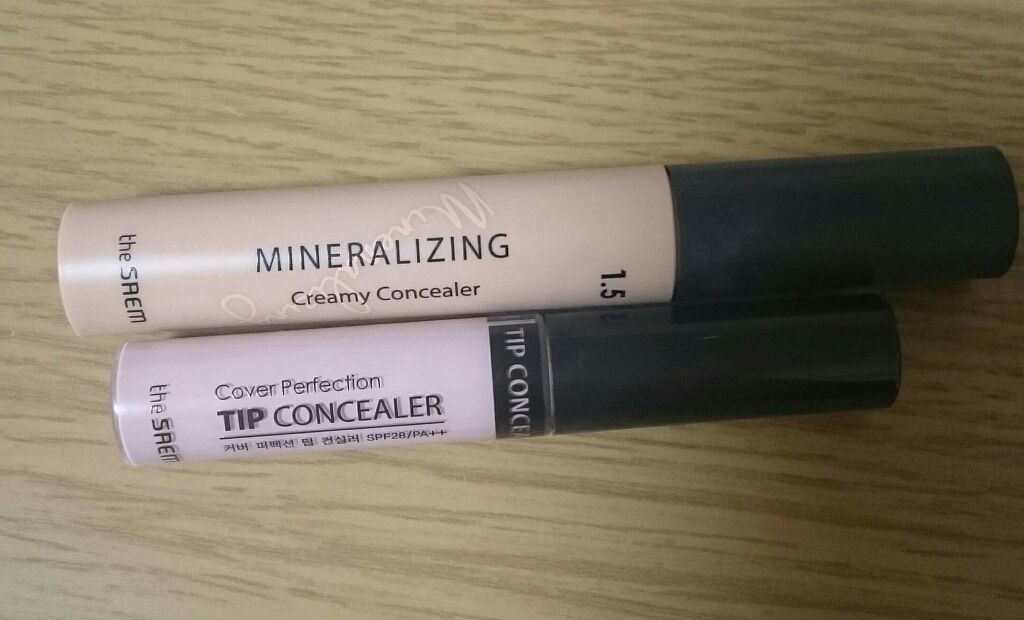 the SAEM
MINERALIZING
Creamy Concealer
1.5
the SAEM
Cover Perfection
TIP CONCEALER
커버 퍼펙션 팁 컨실러 SPF28/PA++
TIP CONCE